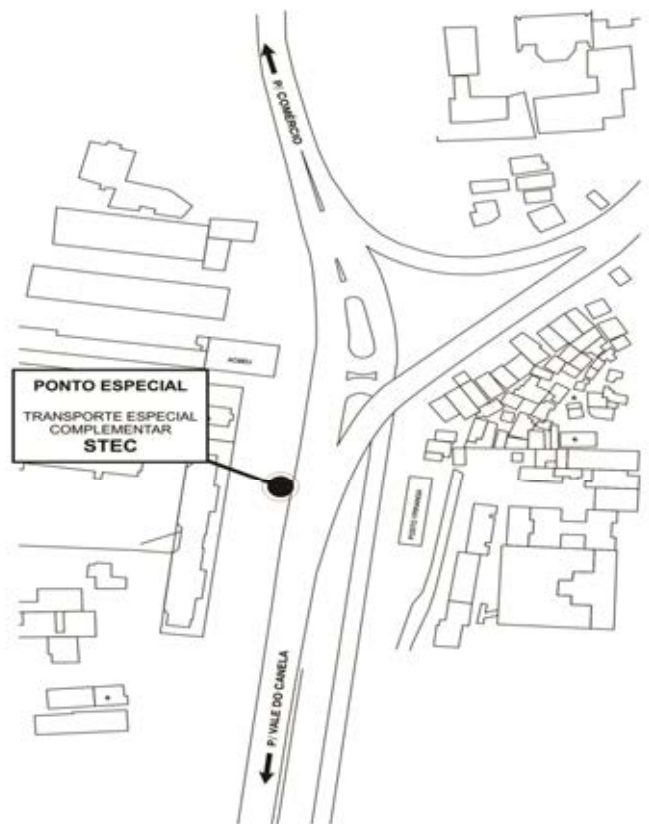 P/ COMÉRCIO
PONTO ESPECIAL
TRANSPORTE ESPECIAL
COMPLEMENTAR
STEC
P/ VALE DO CANELA